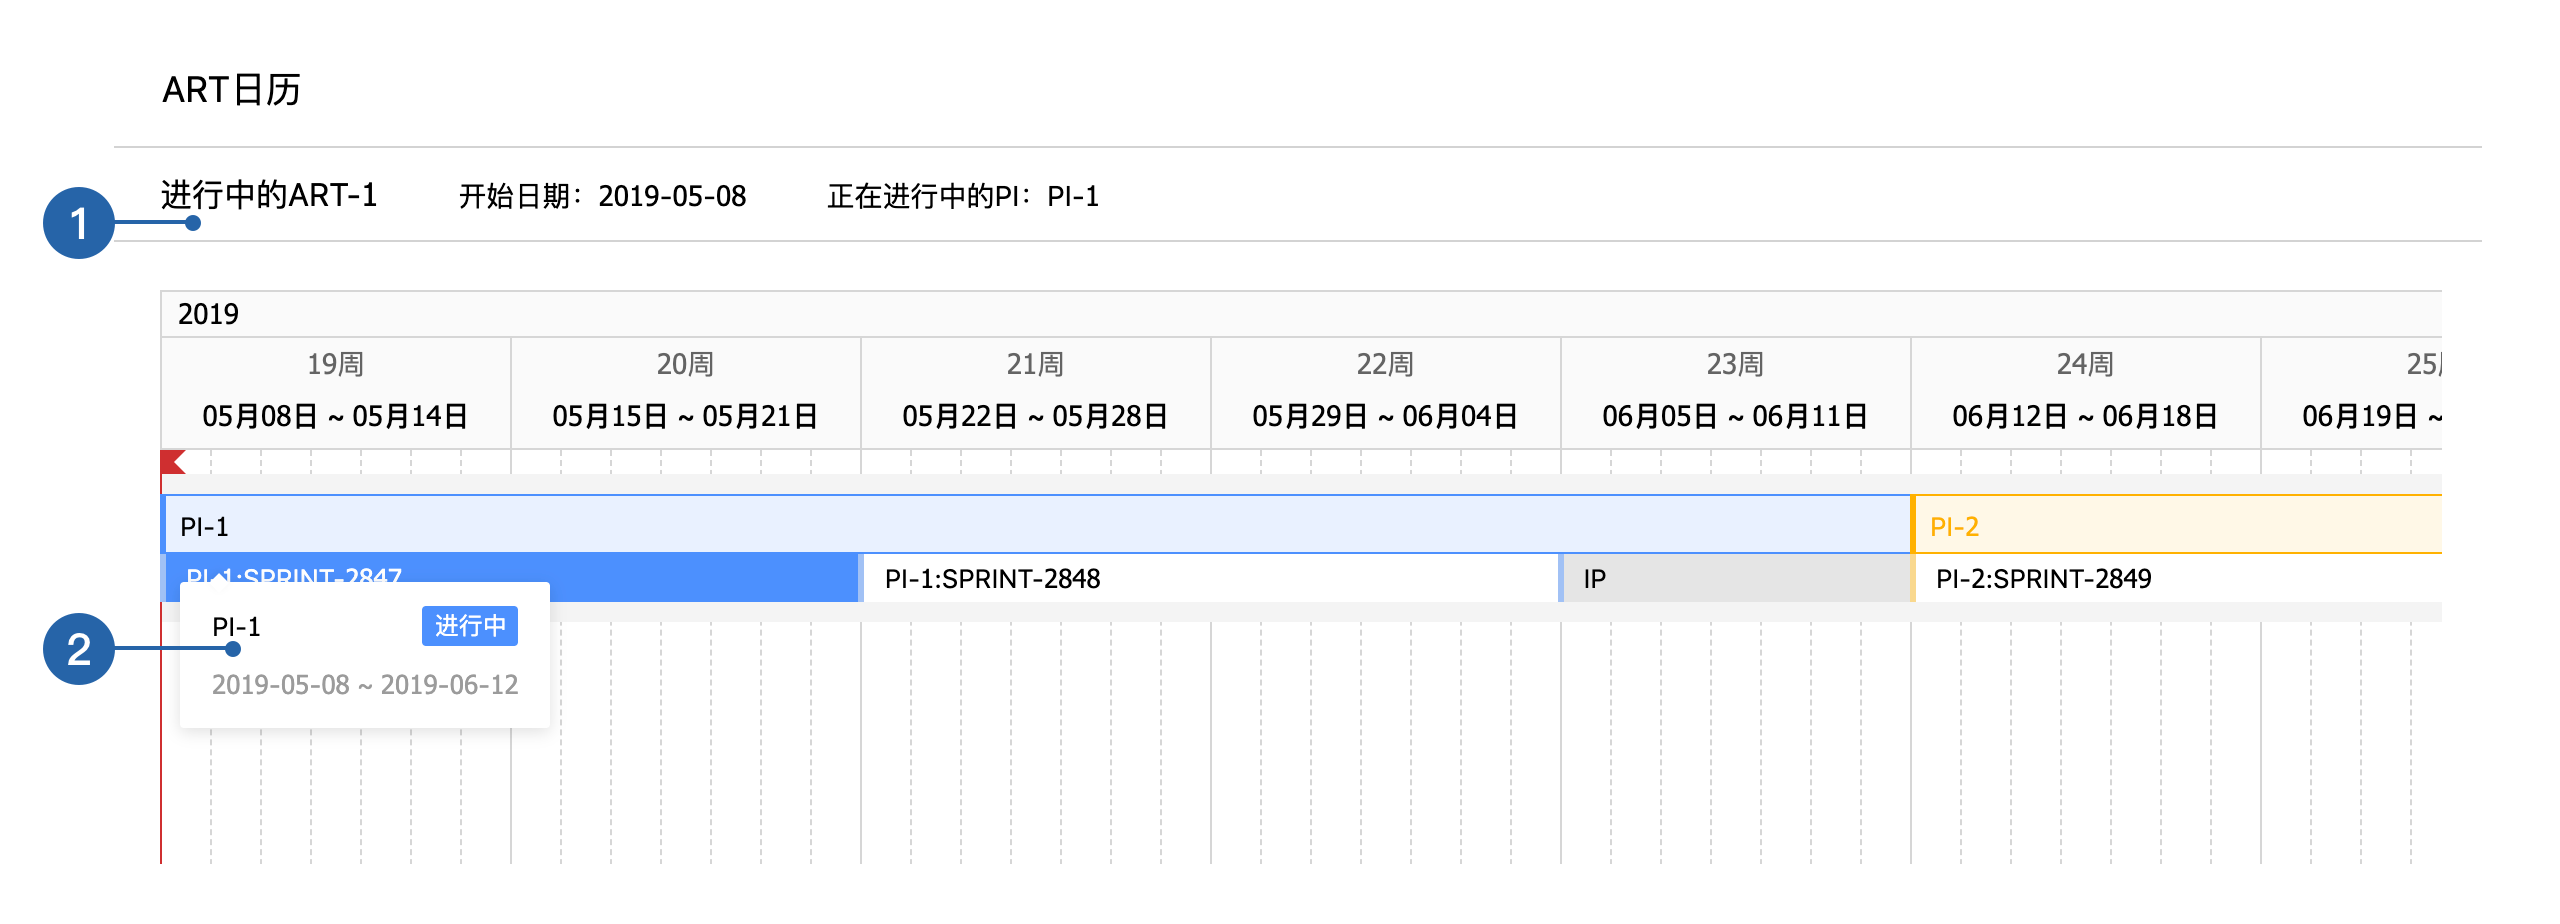 ART日历
1
进行中的ART-1 开始日期：2019-05-08 正在进行中的PI：PI-1
2019
19周 20周 21周 22周 23周 24周 25
05月08日 ~ 05月14日 05月15日 ~ 05月21日 05月22日 ~ 05月28日 05月29日 ~ 06月04日 06月05日 ~ 06月11日 06月12日 ~ 06月18日 06月19日 ~
PI-1 PI-2
PI-1:SPRINT-2847 PI-1:SPRINT-2848 IP PI-2:SPRINT-2849
2
PI-1 进行中
2019-05-08 ~ 2019-06-12